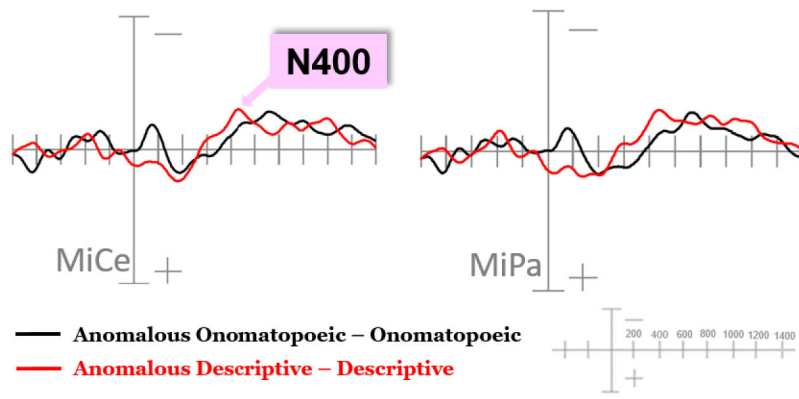 N400
MiCe
MiPa
Anomalous Onomatopoeic – Onomatopoeic
Anomalous Descriptive – Descriptive
200 400 600 800 1000 1200 1400